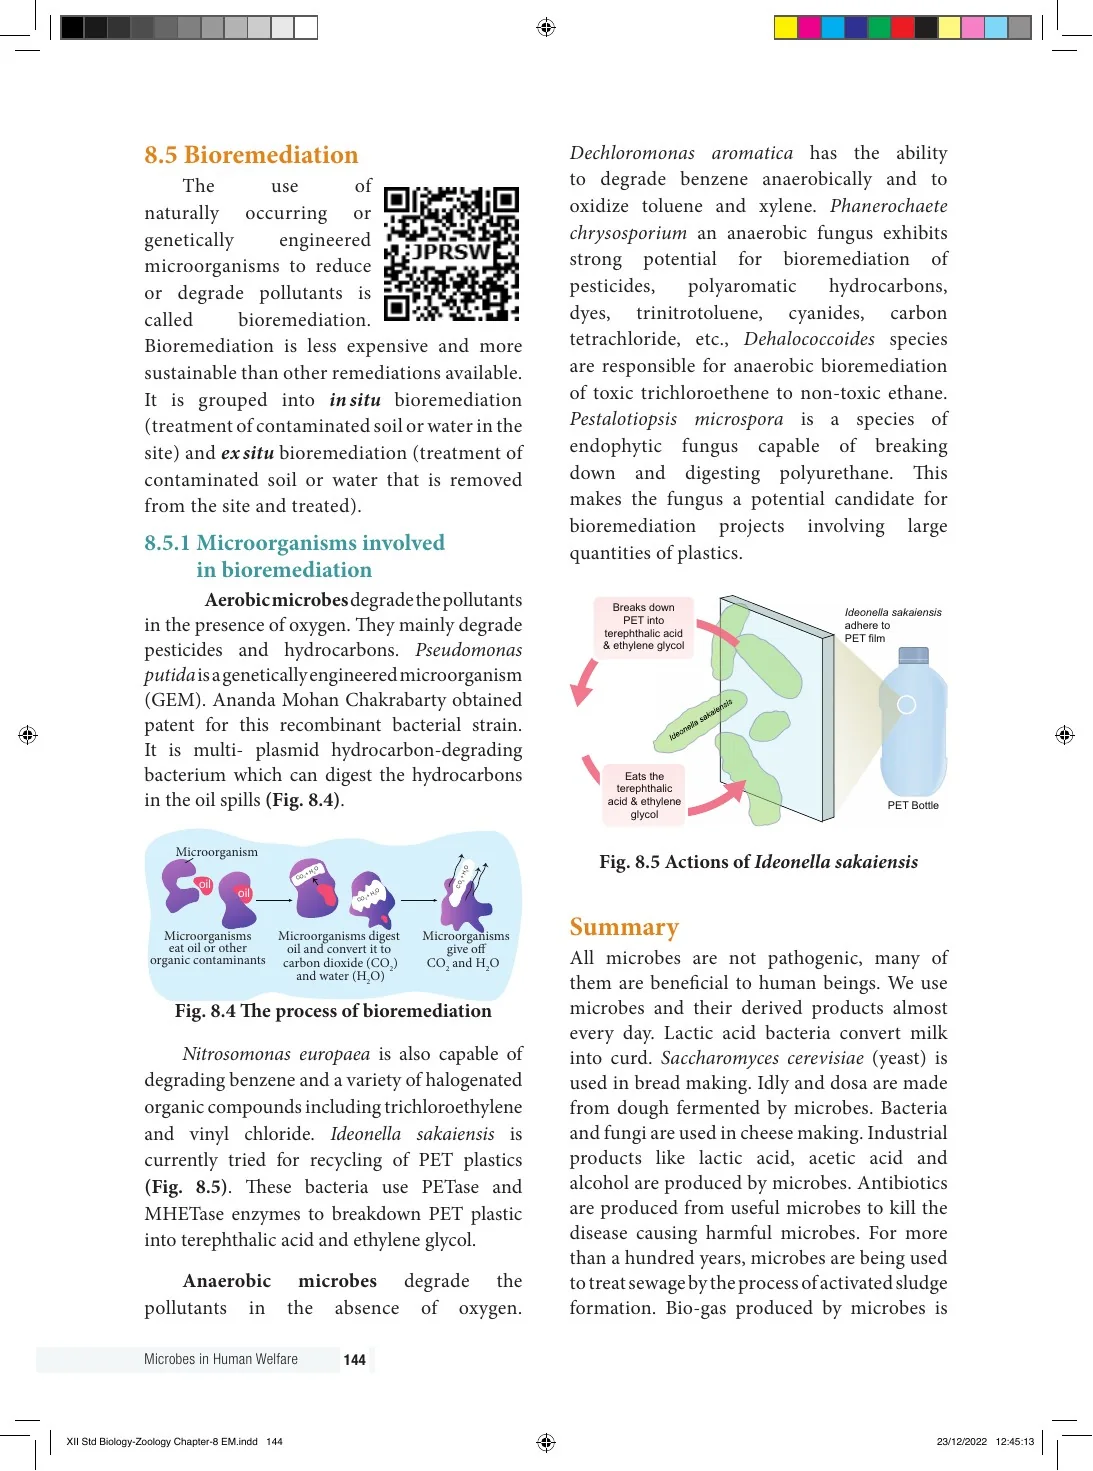 8.5 Bioremediation
The use of
naturally occurring or
genetically engineered
microorganisms to reduce
or degrade pollutants is
called bioremediation.
JPRSW
Bioremediation is less expensive and more
sustainable than other remediations available.
It is grouped into in situ bioremediation
(treatment of contaminated soil or water in the
site) and ex situ bioremediation (treatment of
contaminated soil or water that is removed
from the site and treated).
8.5.1 Microorganisms involved
in bioremediation
Aerobic microbes degrade the pollutants
in the presence of oxygen. They mainly degrade
pesticides and hydrocarbons. Pseudomonas
putida is a genetically engineered microorganism
(GEM). Ananda Mohan Chakrabarty obtained
patent for this recombinant bacterial strain.
It is multi- plasmid hydrocarbon-degrading
bacterium which can digest the hydrocarbons
in the oil spills (Fig. 8.4).
Microorganism
oil
oil
CO₂+ H₂O
CO₂+ H₂O
CO₂+ H₂O
Microorganisms
eat oil or other
organic contaminants
Microorganisms digest
oil and convert it to
carbon dioxide (CO₂)
and water (H₂O)
Microorganisms
give off
CO₂ and H₂O
Fig. 8.4 The process of bioremediation
Nitrosomonas europaea is also capable of
degrading benzene and a variety of halogenated
organic compounds including trichloroethylene
and vinyl chloride. Ideonella sakaiensis is
currently tried for recycling of PET plastics
(Fig. 8.5). These bacteria use PETase and
MHETase enzymes to breakdown PET plastic
into terephthalic acid and ethylene glycol.
Anaerobic microbes degrade the
pollutants in the absence of oxygen.
Dechloromonas aromatica has the ability
to degrade benzene anaerobically and to
oxidize toluene and xylene. Phanerochaete
chrysosporium an anaerobic fungus exhibits
strong potential for bioremediation of
pesticides, polyaromatic hydrocarbons,
dyes, trinitrotoluene, cyanides, carbon
tetrachloride, etc., Dehalococcoides species
are responsible for anaerobic bioremediation
of toxic trichloroethene to non-toxic ethane.
Pestalotiopsis microspora is a species of
endophytic fungus capable of breaking
down and digesting polyurethane. This
makes the fungus a potential candidate for
bioremediation projects involving large
quantities of plastics.
Breaks down
PET into
terephthalic acid
& ethylene glycol
Ideonella sakaiensis
adhere to
PET film
Ideonella sakaiensis
Eats the
terephthalic
acid & ethylene
glycol
PET Bottle
Fig. 8.5 Actions of Ideonella sakaiensis
Summary
All microbes are not pathogenic, many of
them are beneficial to human beings. We use
microbes and their derived products almost
every day. Lactic acid bacteria convert milk
into curd. Saccharomyces cerevisiae (yeast) is
used in bread making. Idly and dosa are made
from dough fermented by microbes. Bacteria
and fungi are used in cheese making. Industrial
products like lactic acid, acetic acid and
alcohol are produced by microbes. Antibiotics
are produced from useful microbes to kill the
disease causing harmful microbes. For more
than a hundred years, microbes are being used
to treat sewage by the process of activated sludge
formation. Bio-gas produced by microbes is
Microbes in Human Welfare 144
XII Std Biology-Zoology Chapter-8 EM.indd 144
23/12/2022 12:45:13